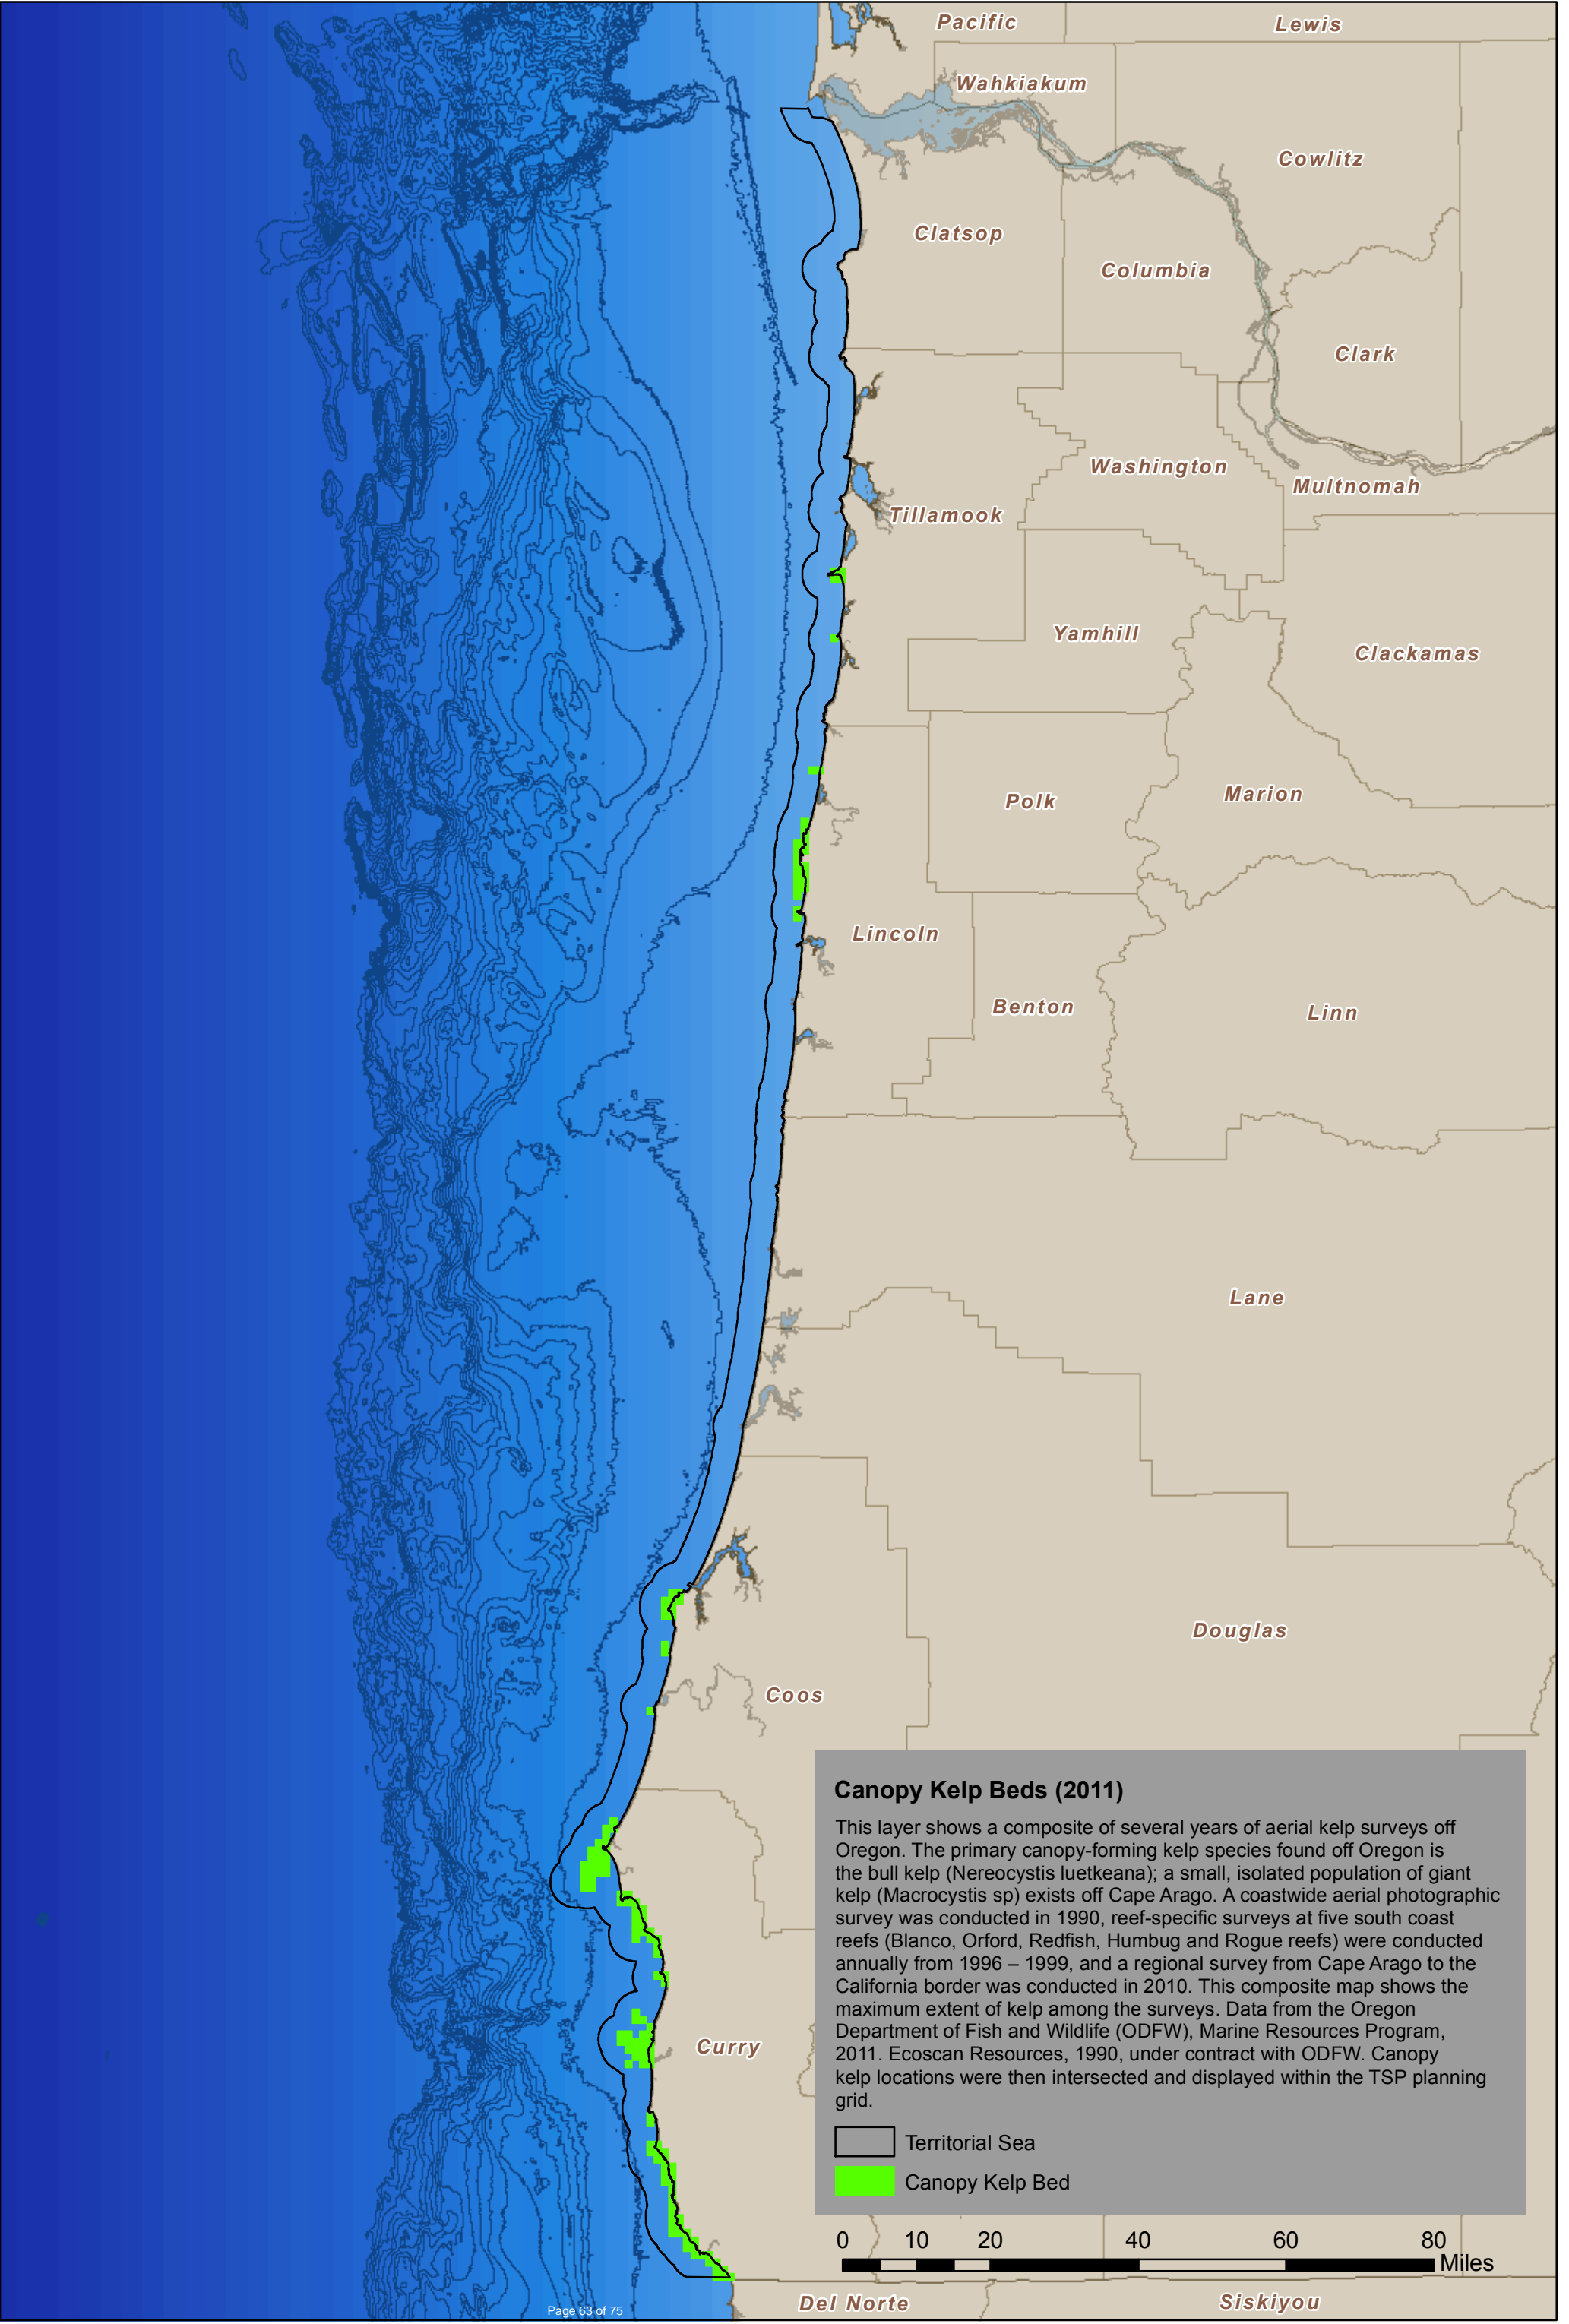 Pacific
Lewis
Wahkiakum
Cowlitz
Clatsop
Columbia
Clark
Washington
Multnomah
Tillamook
Yamhill
Clackamas
Polk
Marion
Lincoln
Benton
Linn
Lane
Douglas
Coos
Curry
Canopy Kelp Beds (2011)
This layer shows a composite of several years of aerial kelp surveys off
Oregon. The primary canopy-forming kelp species found off Oregon is
the bull kelp (Nereocystis luetkeana); a small, isolated population of giant
kelp (Macrocystis sp) exists off Cape Arago. A coastwide aerial photographic
survey was conducted in 1990, reef-specific surveys at five south coast
reefs (Blanco, Orford, Redfish, Humbug and Rogue reefs) were conducted
annually from 1996 – 1999, and a regional survey from Cape Arago to the
California border was conducted in 2010. This composite map shows the
maximum extent of kelp among the surveys. Data from the Oregon
Department of Fish and Wildlife (ODFW), Marine Resources Program,
2011. Ecoscan Resources, 1990, under contract with ODFW. Canopy
kelp locations were then intersected and displayed within the TSP planning
grid.
Territorial Sea
Canopy Kelp Bed
0 10 20 40 60 80
Miles
Del Norte
Siskiyou
Page 63 of 75